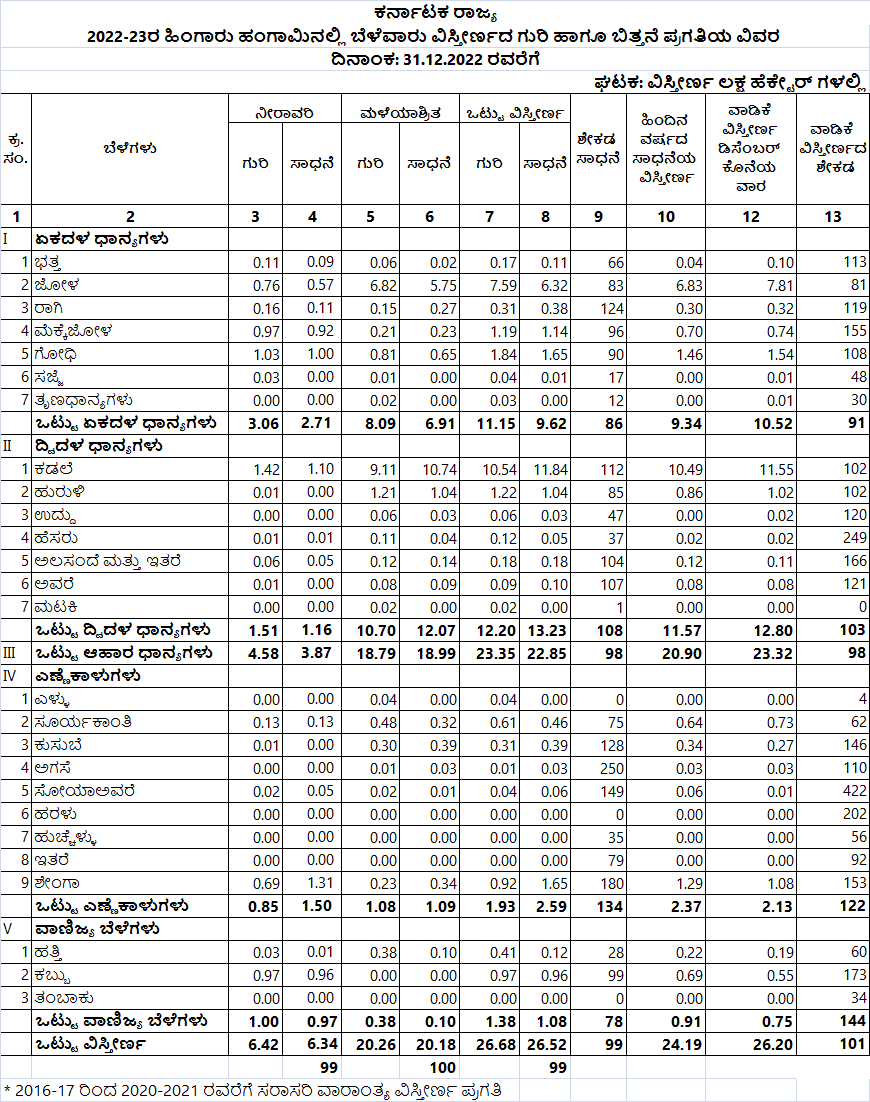 ಕರ್ನಾಟಕ ರಾಜ್ಯ
2022-23ರ ಹಿಂಗಾರು ಹಂಗಾಮಿನಲ್ಲಿ ಬೆಳೆವಾರು ವಿಸ್ತೀರ್ಣದ ಗುರಿ ಹಾಗೂ ಬಿತ್ತನೆ ಪ್ರಗತಿಯ ವಿವರ
ದಿನಾಂಕ: 31.12.2022 ರವರೆಗೆ
ಘಟಕ: ವಿಸ್ತೀರ್ಣ ಲಕ್ಷ ಹೆಕ್ಟೇರ್ ಗಳಲ್ಲಿ
ಕ್ರ. ಸಂ. ಬೆಳೆಗಳು ನೀರಾವರಿ ಮಳೆಯಾಶ್ರಿತ ಒಟ್ಟು ವಿಸ್ತೀರ್ಣ ಶೇಕಡ ಸಾಧನೆ ಹಿಂದಿನ ವರ್ಷದ ಸಾಧನೆಯ ವಿಸ್ತೀರ್ಣ ವಾಡಿಕೆ ವಿಸ್ತೀರ್ಣ ಡಿಸೆಂಬರ್ ಕೊನೆಯ ವಾರ ವಾಡಿಕೆ ವಿಸ್ತೀರ್ಣದ ಶೇಕಡ
ಗುರಿ ಸಾಧನೆ ಗುರಿ ಸಾಧನೆ ಗುರಿ ಸಾಧನೆ
1 2 3 4 5 6 7 8 9 10 12 13
I ಏಕದಳ ಧಾನ್ಯಗಳು
1 ಭತ್ತ 0.11 0.09 0.06 0.02 0.17 0.11 66 0.04 0.10 113
2 ಜೋಳ 0.76 0.57 6.82 5.75 7.59 6.32 83 6.83 7.81 81
3 ರಾಗಿ 0.16 0.11 0.15 0.27 0.31 0.38 124 0.30 0.32 119
4 ಮೆಕ್ಕೆಜೋಳ 0.97 0.92 0.21 0.23 1.19 1.14 96 0.70 0.74 155
5 ಗೋಧಿ 1.03 1.00 0.81 0.65 1.84 1.65 90 1.46 1.54 108
6 ಸಜ್ಜೆ 0.03 0.00 0.01 0.00 0.04 0.01 17 0.00 0.01 48
7 ತೃಣಧಾನ್ಯಗಳು 0.00 0.00 0.02 0.00 0.03 0.00 12 0.00 0.01 30
ಒಟ್ಟು ಏಕದಳ ಧಾನ್ಯಗಳು 3.06 2.71 8.09 6.91 11.15 9.62 86 9.34 10.52 91
II ದ್ವಿದಳ ಧಾನ್ಯಗಳು
1 ಕಡಲೆ 1.42 1.10 9.11 10.74 10.54 11.84 112 10.49 11.55 102
2 ಹುರುಳಿ 0.01 0.00 1.21 1.04 1.22 1.04 85 0.86 1.02 102
3 ಉದ್ದು 0.00 0.00 0.06 0.03 0.06 0.03 47 0.00 0.02 120
4 ಹೆಸರು 0.01 0.01 0.11 0.04 0.12 0.05 37 0.02 0.02 249
5 ಅಲಸಂದೆ ಮತ್ತು ಇತರೆ 0.06 0.05 0.12 0.14 0.18 0.18 104 0.12 0.11 166
6 ಅವರೆ 0.01 0.00 0.08 0.09 0.09 0.10 107 0.08 0.08 121
7 ಮಟಕಿ 0.00 0.00 0.02 0.00 0.02 0.00 1 0.00 0.00 0
ಒಟ್ಟು ದ್ವಿದಳ ಧಾನ್ಯಗಳು 1.51 1.16 10.70 12.07 12.20 13.23 108 11.57 12.80 103
III ಒಟ್ಟು ಆಹಾರ ಧಾನ್ಯಗಳು 4.58 3.87 18.79 18.99 23.35 22.85 98 20.90 23.32 98
IV ಎಣ್ಣೆಕಾಳುಗಳು
1 ಎಳ್ಳು 0.00 0.00 0.04 0.00 0.04 0.00 0 0.00 0.00 4
2 ಸೂರ್ಯಕಾಂತಿ 0.13 0.13 0.48 0.32 0.61 0.46 75 0.64 0.73 62
3 ಕುಸುಬೆ 0.01 0.00 0.30 0.39 0.31 0.39 128 0.34 0.27 146
4 ಅಗಸೆ 0.00 0.00 0.01 0.03 0.01 0.03 250 0.03 0.03 110
5 ಸೋಯಾಅವರೆ 0.02 0.05 0.02 0.01 0.04 0.06 149 0.06 0.01 422
6 ಹರಳು 0.00 0.00 0.00 0.00 0.00 0.00 0 0.00 0.00 202
7 ಹುಚ್ಚೆಳ್ಳು 0.00 0.00 0.00 0.00 0.00 0.00 35 0.00 0.00 56
8 ಇತರೆ 0.00 0.00 0.00 0.00 0.00 0.00 79 0.00 0.00 92
9 ಶೇಂಗಾ 0.69 1.31 0.23 0.34 0.92 1.65 180 1.29 1.08 153
ಒಟ್ಟು ಎಣ್ಣೆಕಾಳುಗಳು 0.85 1.50 1.08 1.09 1.93 2.59 134 2.37 2.13 122
V ವಾಣಿಜ್ಯ ಬೆಳೆಗಳು
1 ಹತ್ತಿ 0.03 0.01 0.38 0.10 0.41 0.12 28 0.22 0.19 60
2 ಕಬ್ಬು 0.97 0.96 0.00 0.00 0.97 0.96 99 0.69 0.55 173
3 ತಂಬಾಕು 0.00 0.00 0.00 0.00 0.00 0.00 0 0.00 0.00 34
ಒಟ್ಟು ವಾಣಿಜ್ಯ ಬೆಳೆಗಳು 1.00 0.97 0.38 0.10 1.38 1.08 78 0.91 0.75 144
ಒಟ್ಟು ವಿಸ್ತೀರ್ಣ 6.42 6.34 20.26 20.18 26.68 26.52 99 24.19 26.20 101
99 100 99
* 2016-17 ರಿಂದ 2020-2021 ರವರೆಗೆ ಸರಾಸರಿ ವಾರಾಂತ್ಯ ವಿಸ್ತೀರ್ಣ ಪ್ರಗತಿ